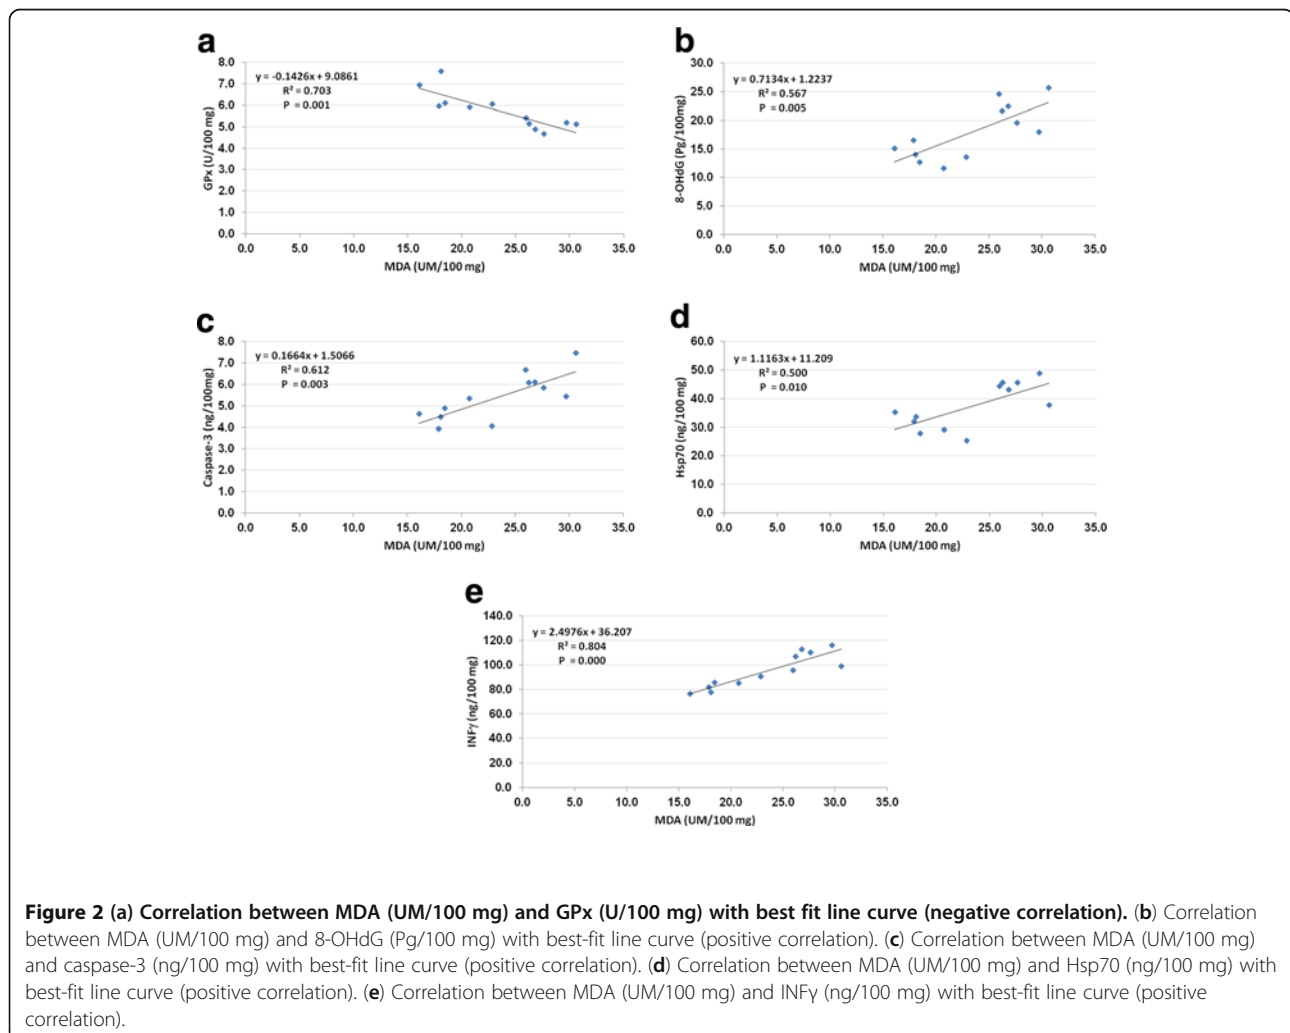 a
8.0
7.0
6.0
5.0
4.0
3.0
2.0
1.0
0.0
GPx (U/100 mg)
y = -0.1426x + 9.0861
R² = 0.703
P = 0.001
0.0 5.0 10.0 15.0 20.0 25.0 30.0 35.0
MDA (UM/100 mg)
b
30.0
25.0
20.0
15.0
10.0
5.0
0.0
8-OHdG (Pg/100mg)
y = 0.7134x + 1.2237
R² = 0.567
P = 0.005
0.0 5.0 10.0 15.0 20.0 25.0 30.0 35.0
MDA (UM/100 mg)
c
8.0
7.0
6.0
5.0
4.0
3.0
2.0
1.0
0.0
Caspase-3 (ng/100mg)
y = 0.1664x + 1.5066
R² = 0.612
P = 0.003
0.0 5.0 10.0 15.0 20.0 25.0 30.0 35.0
MDA (UM/100 mg)
d
60.0
50.0
40.0
30.0
20.0
10.0
0.0
Hsp70 (ng/100 mg)
y = 1.1163x + 11.209
R² = 0.500
P = 0.010
0.0 5.0 10.0 15.0 20.0 25.0 30.0 35.0
MDA (UM/100 mg)
e
140.0
120.0
100.0
80.0
60.0
40.0
20.0
0.0
INFγ (ng/100 mg)
y = 2.4976x + 36.207
R² = 0.804
P = 0.000
0.0 5.0 10.0 15.0 20.0 25.0 30.0 35.0
MDA (UM/100 mg)
Figure 2 (a) Correlation between MDA (UM/100 mg) and GPx (U/100 mg) with best fit line curve (negative correlation). (b) Correlation
between MDA (UM/100 mg) and 8-OHdG (Pg/100 mg) with best-fit line curve (positive correlation). (c) Correlation between MDA (UM/100 mg)
and caspase-3 (ng/100 mg) with best-fit line curve (positive correlation). (d) Correlation between MDA (UM/100 mg) and Hsp70 (ng/100 mg) with
best-fit line curve (positive correlation). (e) Correlation between MDA (UM/100 mg) and INFγ (ng/100 mg) with best-fit line curve (positive
correlation).